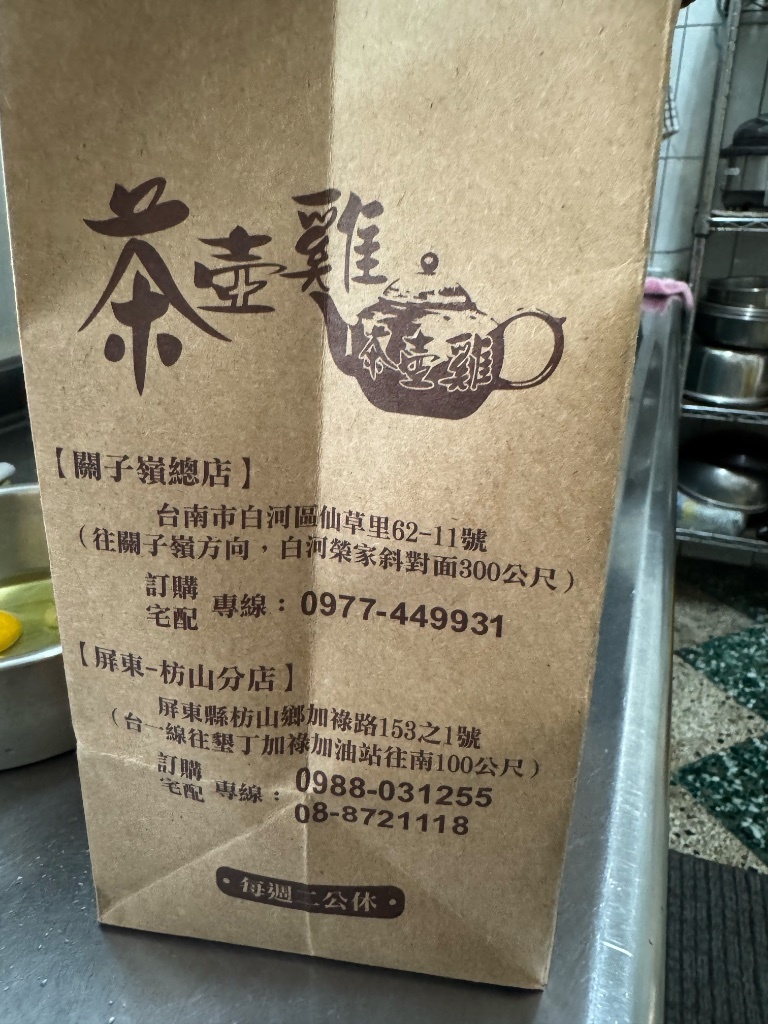 茶壺雞
茶壺雞
【關子嶺總店】
台南市白河區仙草里62-11號
(往關子嶺方向，白河榮家斜對面300公尺)
訂購
宅配 專線：0977-449931
【屏東-枋山分店】
屏東縣枋山鄉加祿路153之1號
(台一線往墾丁加祿加油站往南100公尺)
訂購
宅配 專線：0988-031255
08-8721118
·每週二公休·